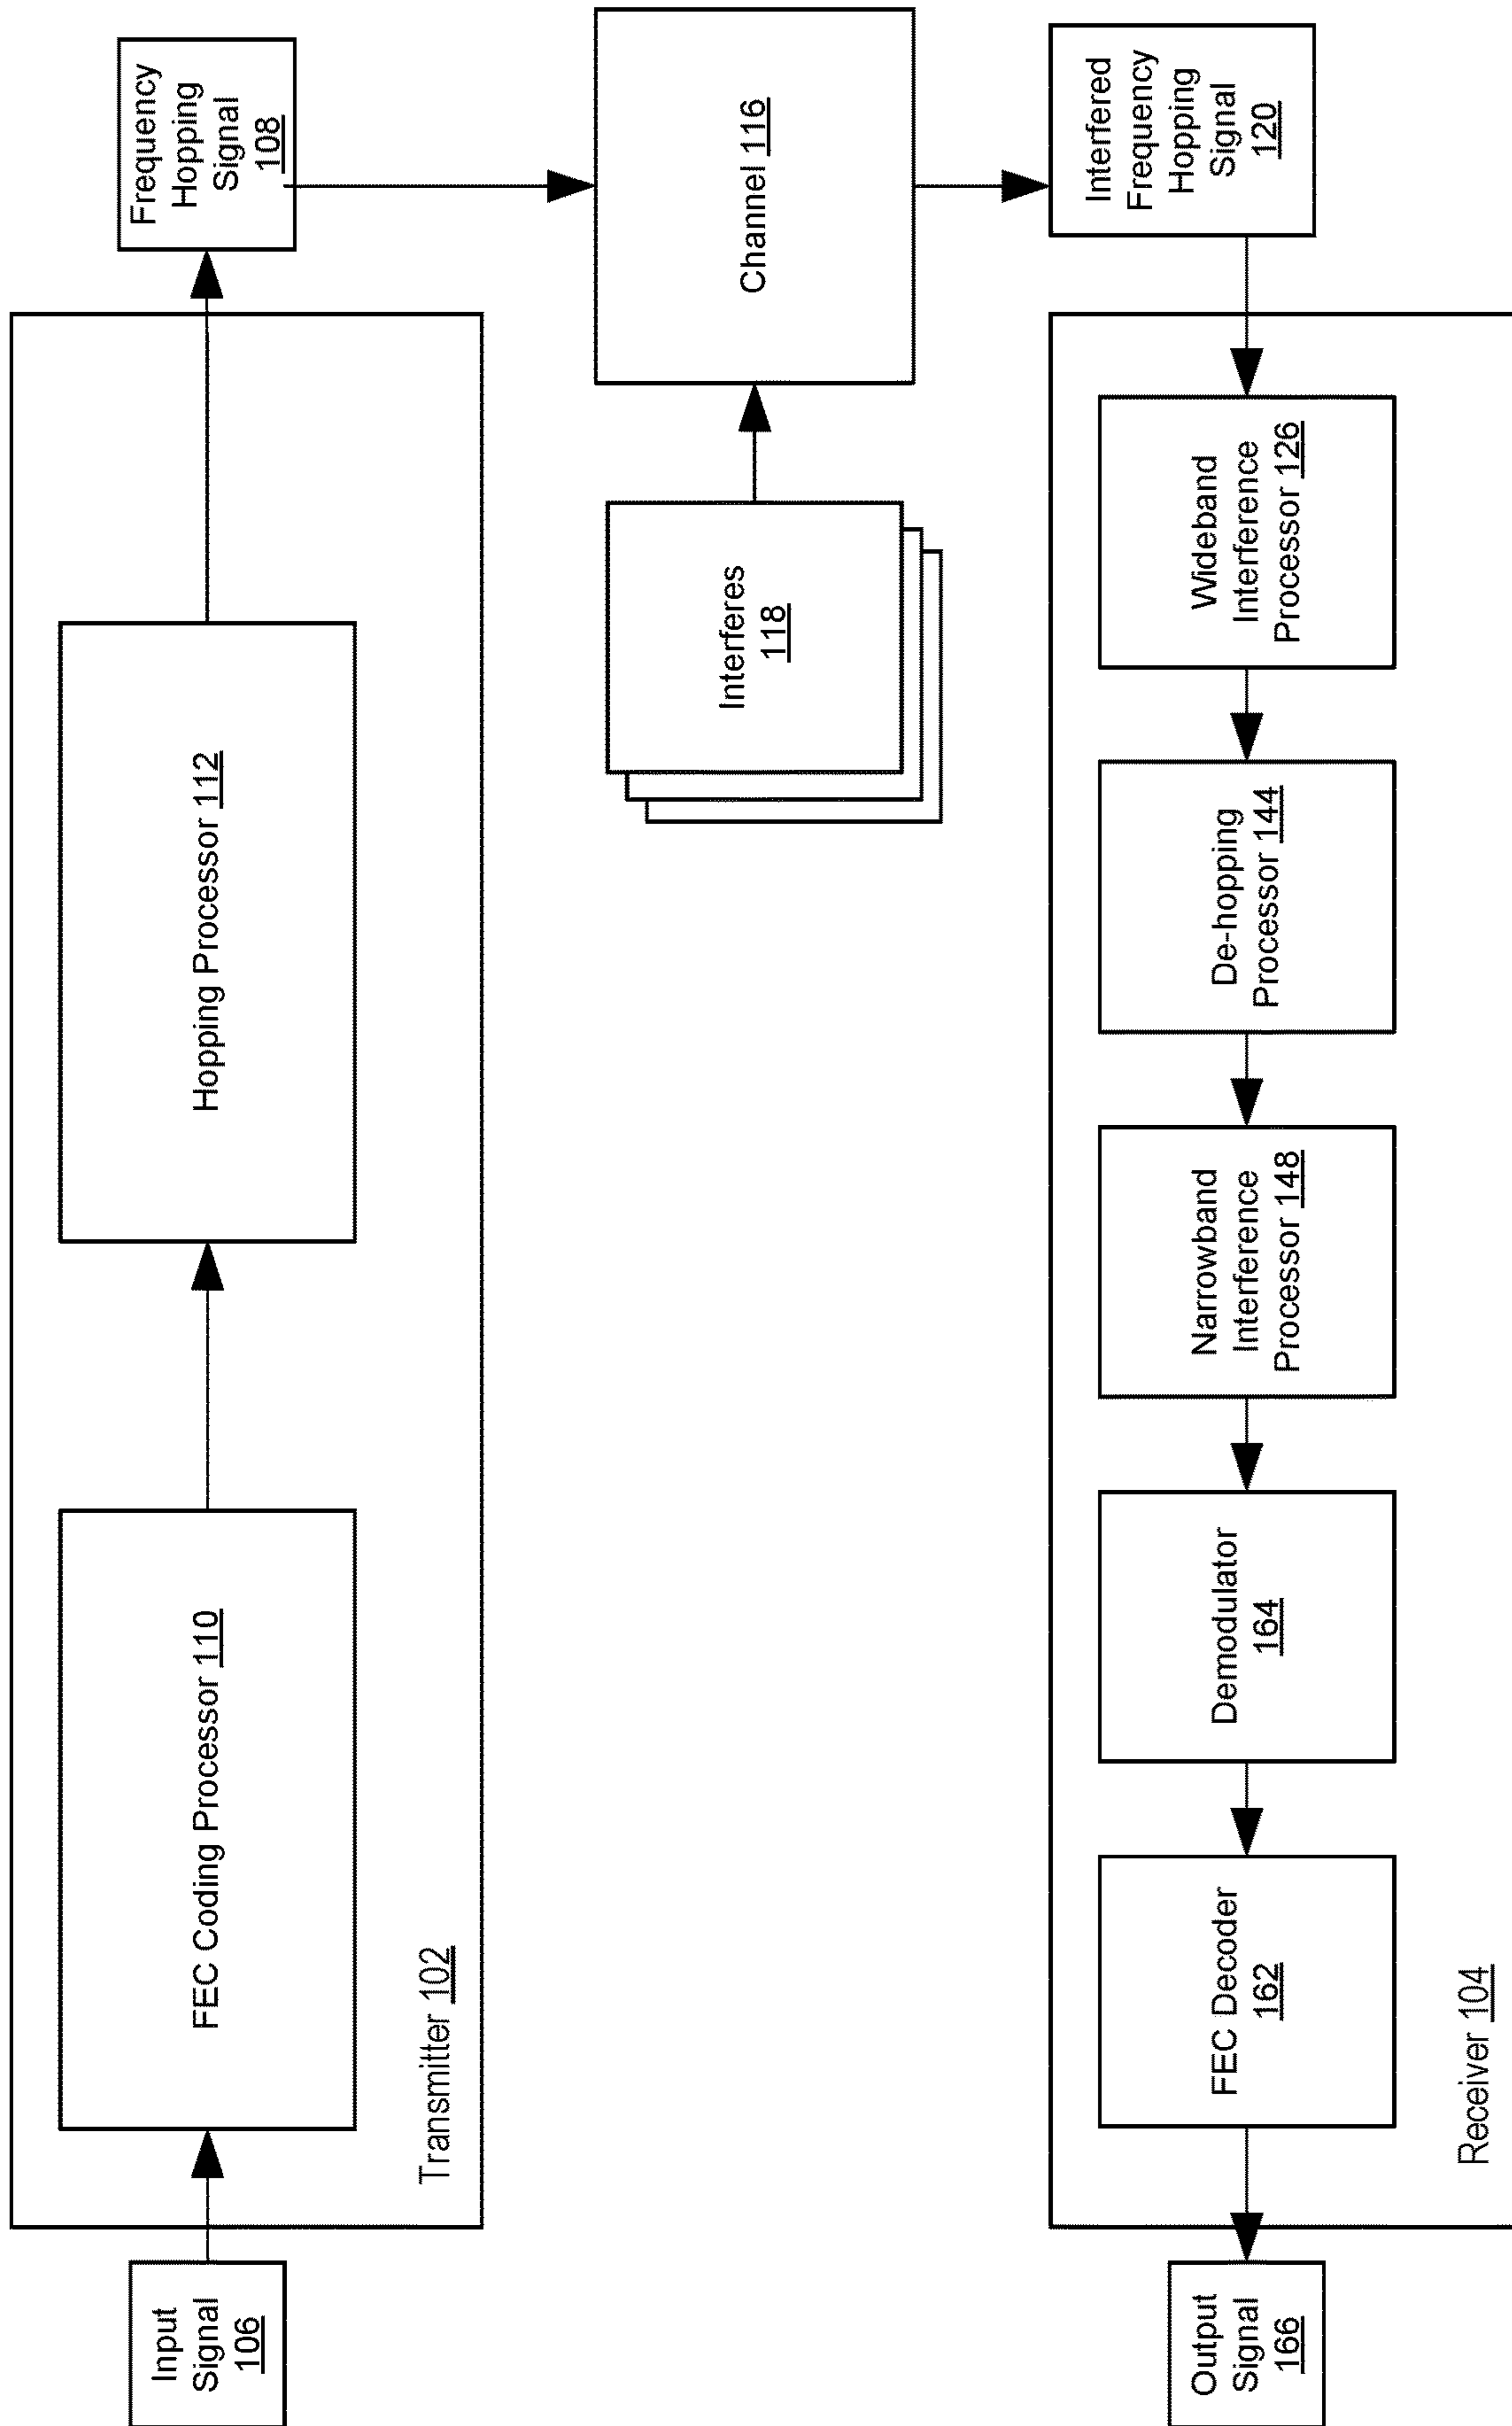 Input
Signal
106
FEC Coding Processor 110
Hopping Processor 112
Transmitter 102
Frequency
Hopping
Signal
108
Interferes
118
Channel 116
Output
Signal
166
FEC Decoder
162
Demodulator
164
Narrowband
Interference
Processor 148
De-hopping
Processor 144
Wideband
Interference
Processor 126
Receiver 104
Interfered
Frequency
Hopping
Signal
120